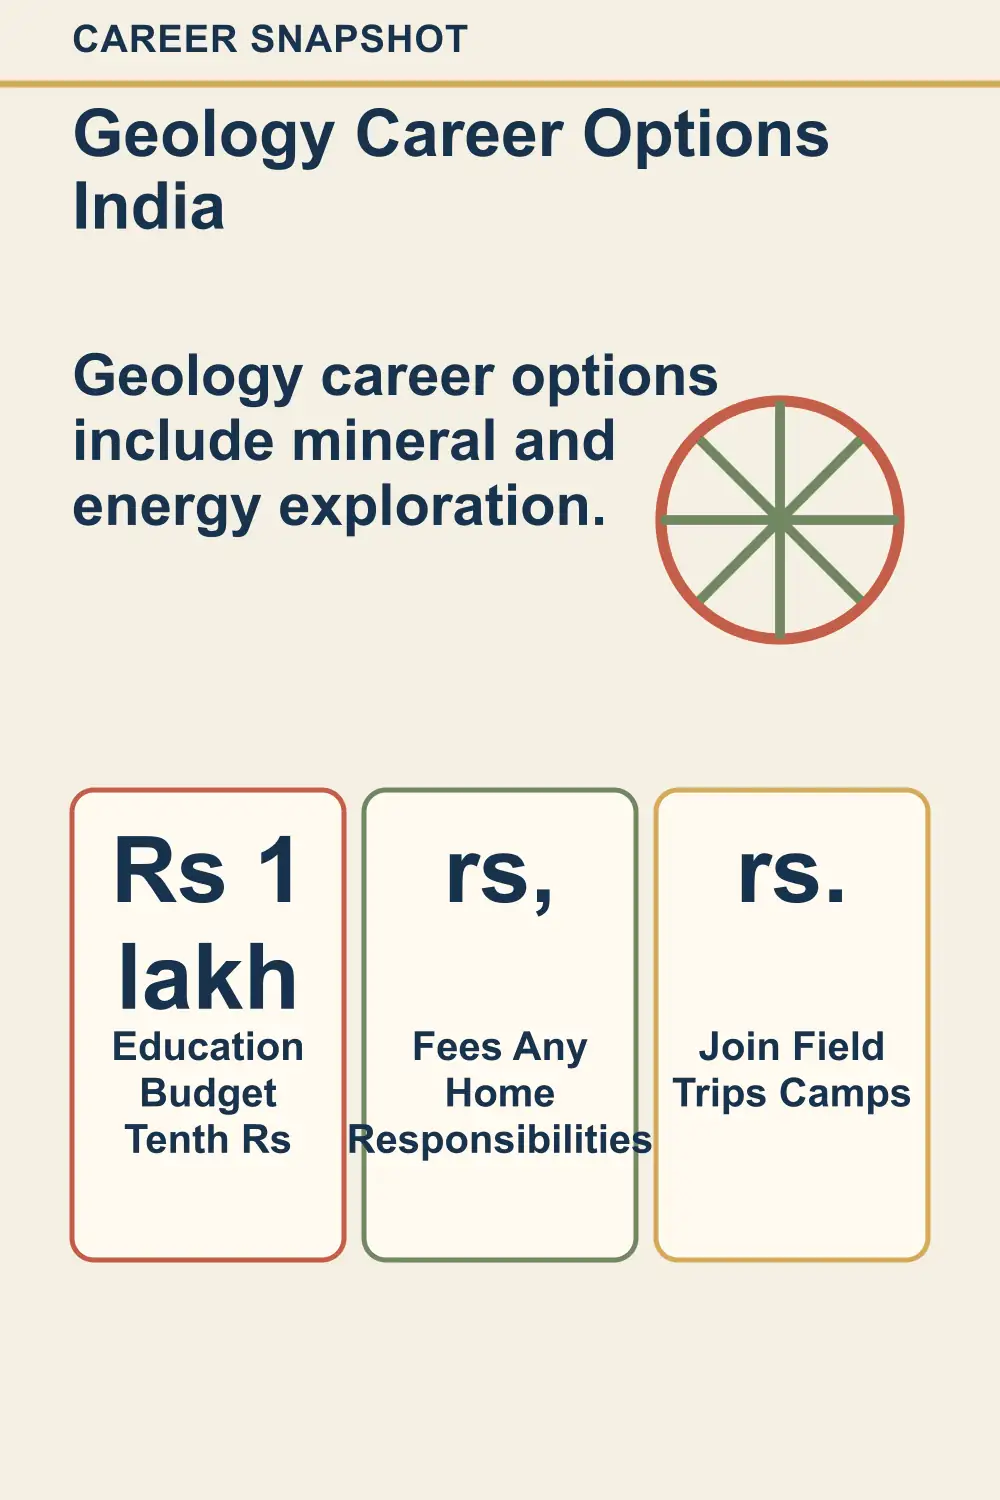 CAREER SNAPSHOT
Geology Career Options
India
Geology career options
include mineral and
energy exploration.
Rs 1
lakh
Education
Budget
Tenth Rs
rs,
Fees Any
Home
Responsibilities
rs.
Join Field
Trips Camps